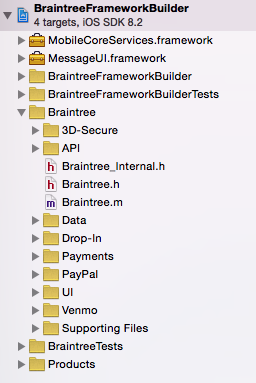 BraintreeFrameworkBuilder
4 targets, iOS SDK 8.2
MobileCoreServices.framework
MessageUI.framework
BraintreeFrameworkBuilder
BraintreeFrameworkBuilderTests
Braintree
3D-Secure
API
h Braintree_Internal.h
h Braintree.h
m Braintree.m
Data
Drop-In
Payments
PayPal
UI
Venmo
Supporting Files
BraintreeTests
Products